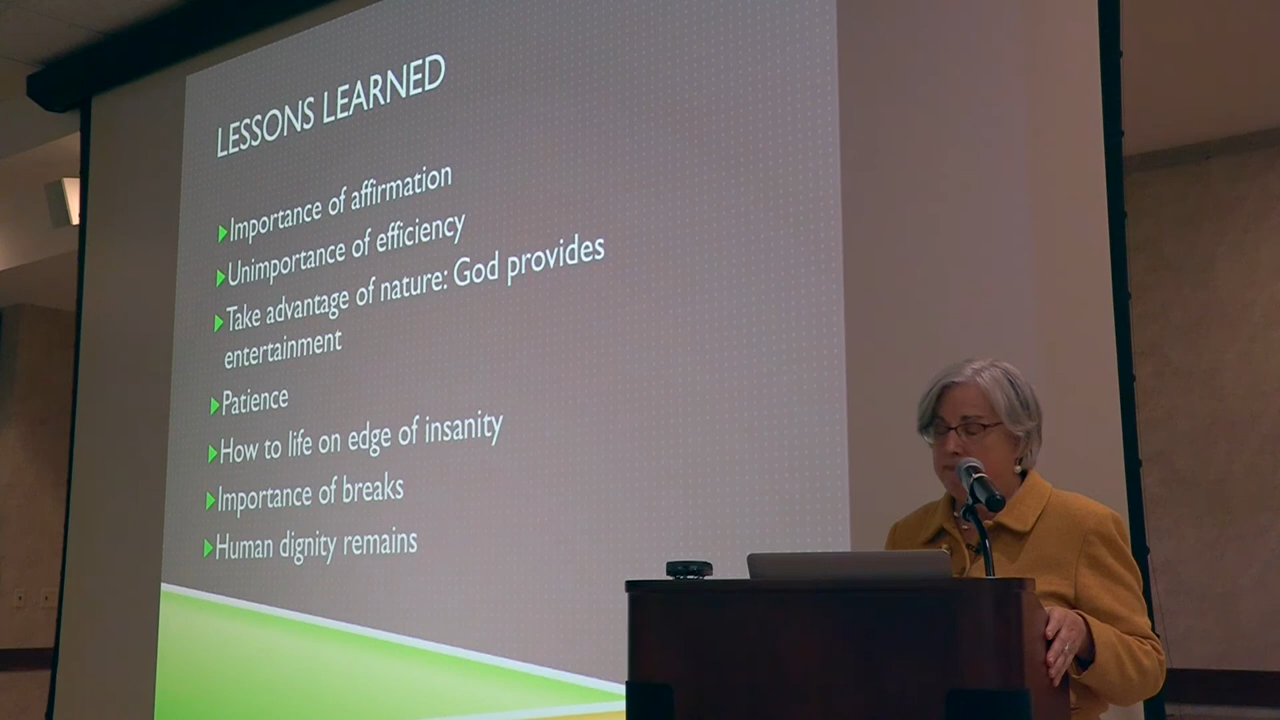 LESSONS LEARNED
Importance of affirmation
Unimportance of efficiency
Take advantage of nature: God provides
entertainment
Patience
How to life on edge of insanity
Importance of breaks
Human dignity remains